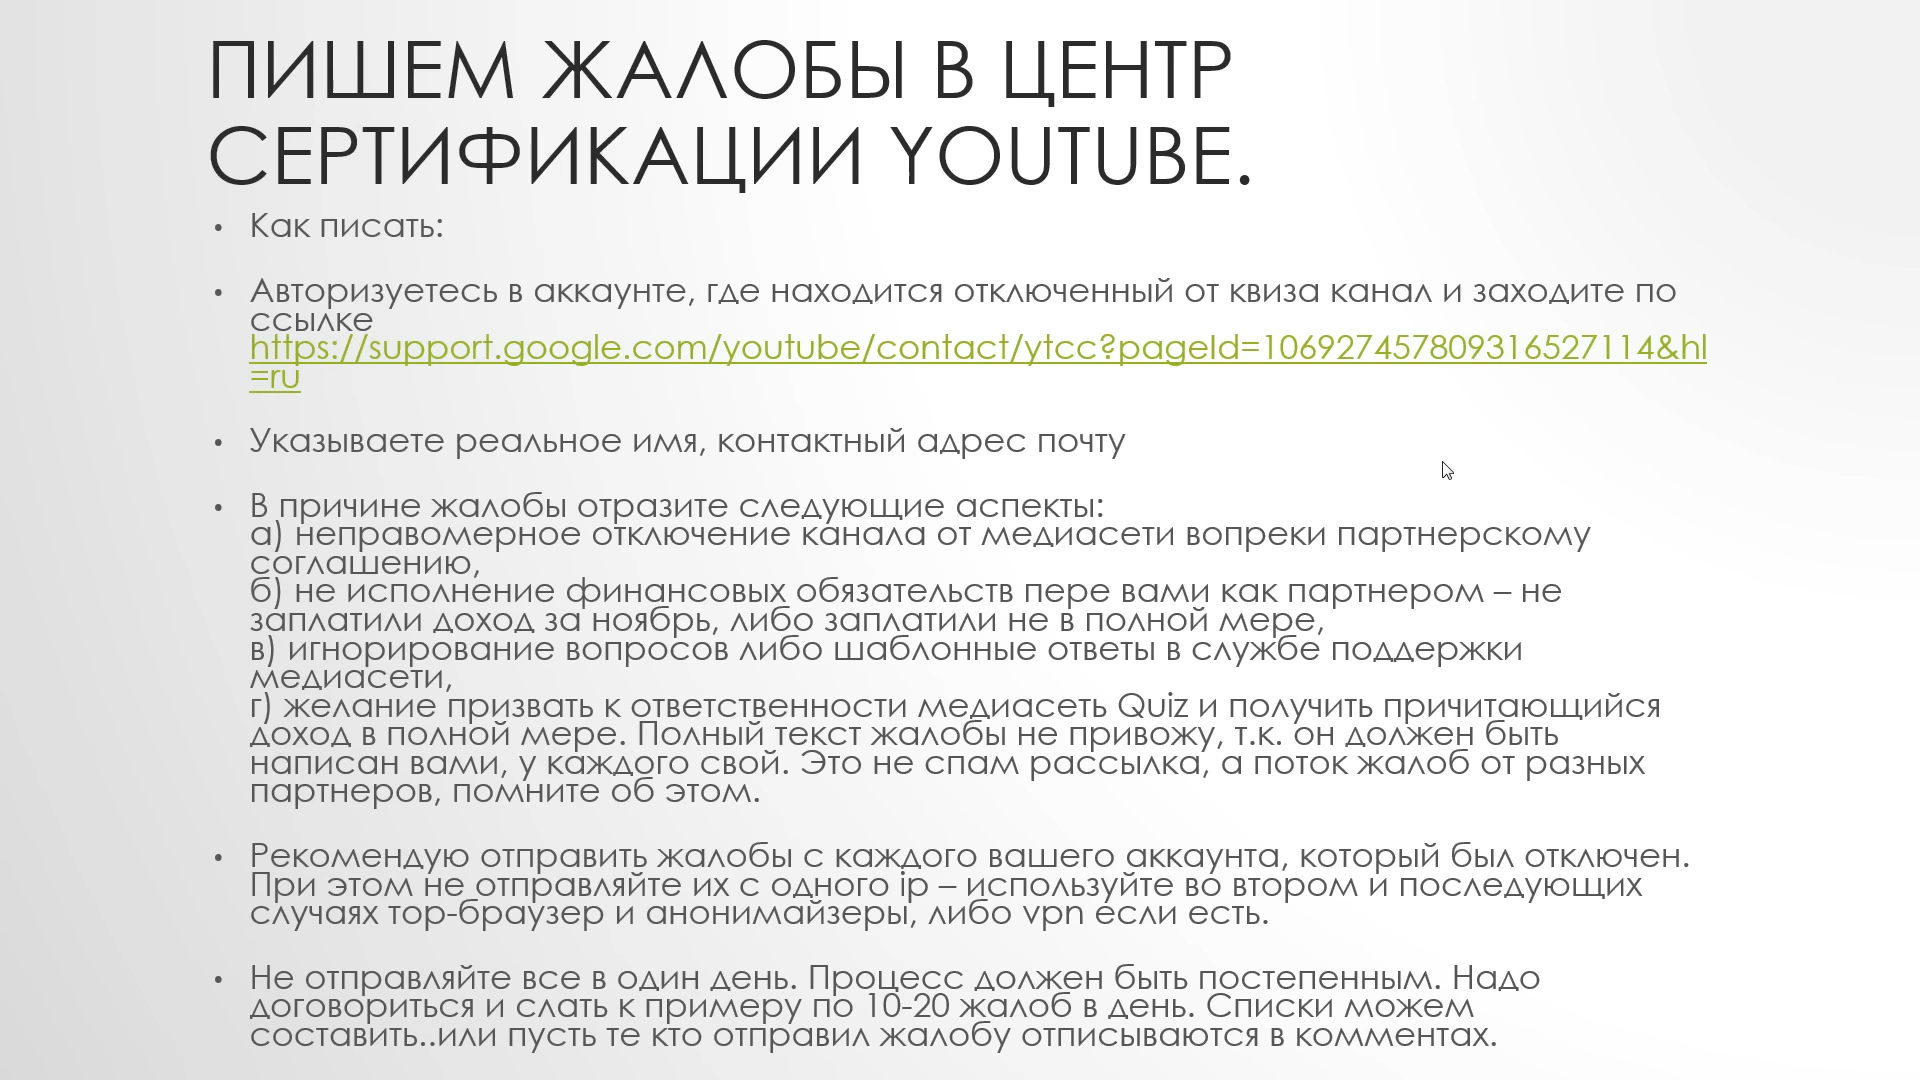 ПИШЕМ ЖАЛОБЫ В ЦЕНТР
СЕРТИФИКАЦИИ YOUTUBE.
• Как писать:
• Авторизуетесь в аккаунте, где находится отключенный от квиза канал и заходите по
ссылке
https://support.google.com/youtube/contact/ytcc?pageId=106927457809316527114&hl
=ru
• Указываете реальное имя, контактный адрес почту
• В причине жалобы отразите следующие аспекты:
а) неправомерное отключение канала от медиасети вопреки партнерскому
соглашению,
б) не исполнение финансовых обязательств пере вами как партнером – не
заплатили доход за ноябрь, либо заплатили не в полной мере,
в) игнорирование вопросов либо шаблонные ответы в службе поддержки
медиасети,
г) желание призвать к ответственности медиасеть Quiz и получить причитающийся
доход в полной мере. Полный текст жалобы не привожу, т.к. он должен быть
написан вами, у каждого свой. Это не спам рассылка, а поток жалоб от разных
партнеров, помните об этом.
• Рекомендую отправить жалобы с каждого вашего аккаунта, который был отключен.
При этом не отправляйте их с одного ip – используйте во втором и последующих
случаях тор-браузер и анонимайзеры, либо vpn если есть.
• Не отправляйте все в один день. Процесс должен быть постепенным. Надо
договориться и слать к примеру по 10-20 жалоб в день. Списки можем
составить..или пусть те кто отправил жалобу отписываются в комментах.